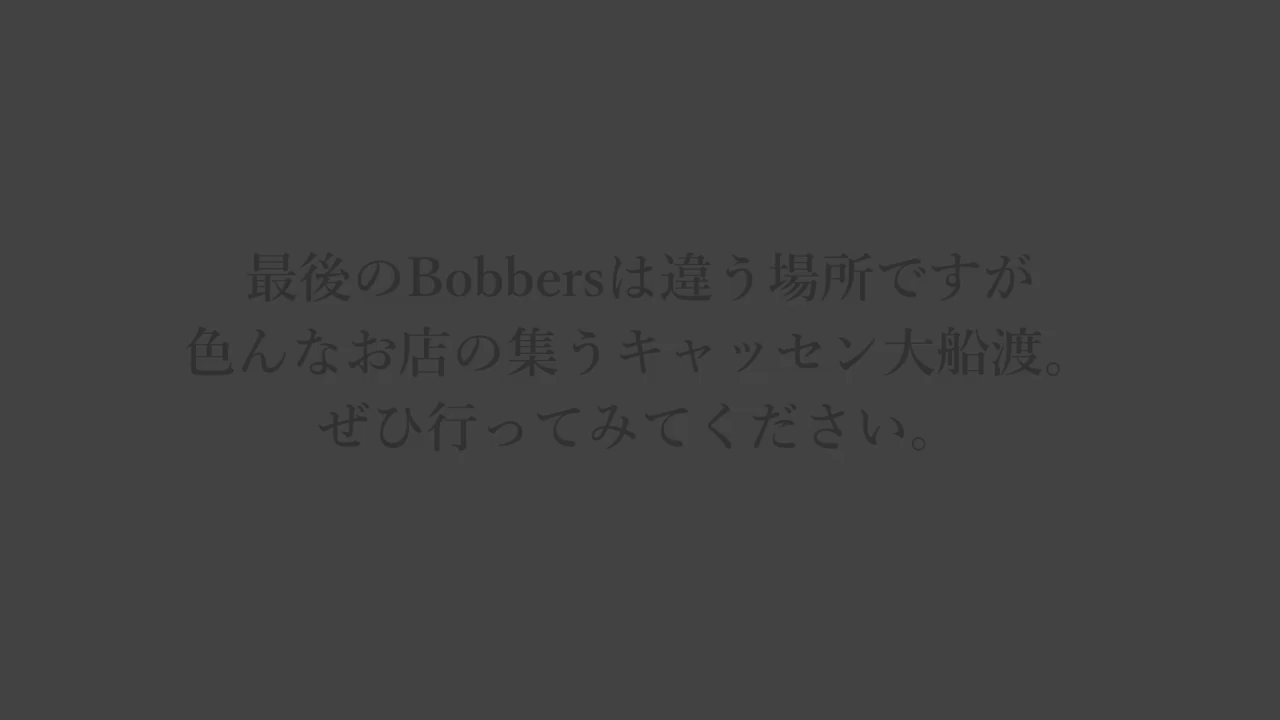 最後のBobbersは違う場所ですが
色んなお店の集うキャッセン大船渡。
ぜひ行ってみてください。